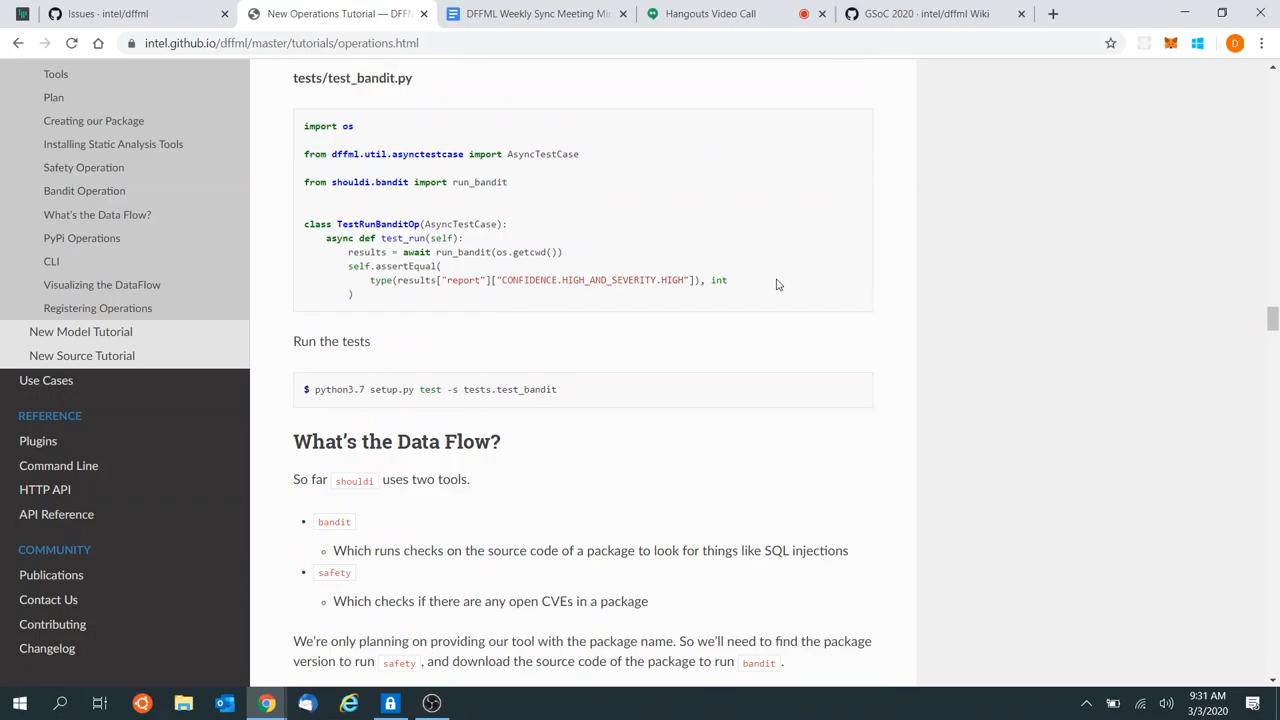 Issues · intel/dffml
New Operations Tutorial — DFF
DFFML Weekly Sync Meeting Mi
Hangouts Video Call
GSoC 2020 · intel/dffml Wiki
intel.github.io/dffml/master/tutorials/operations.html
D
Tools
Plan
Creating our Package
Installing Static Analysis Tools
Safety Operation
Bandit Operation
What's the Data Flow?
PyPi Operations
CLI
Visualizing the DataFlow
Registering Operations
New Model Tutorial
New Source Tutorial
Use Cases
REFERENCE
Plugins
Command Line
HTTP API
API Reference
COMMUNITY
Publications
Contact Us
Contributing
Changelog
tests/test_bandit.py
import os
from dffml.util.asynctestcase import AsyncTestCase
from shouldi.bandit import run_bandit
class TestRunBanditOp(AsyncTestCase):
async def test_run(self):
results = await run_bandit(os.getcwd())
self.assertEqual(
type(results["report"]["CONFIDENCE.HIGH_AND_SEVERITY.HIGH"]), int
)
Run the tests
$ python3.7 setup.py test -s tests.test_bandit
What's the Data Flow?
So far shouldi uses two tools.
• bandit
◦ Which runs checks on the source code of a package to look for things like SQL injections
• safety
◦ Which checks if there are any open CVEs in a package
We're only planning on providing our tool with the package name. So we'll need to find the package
version to run safety, and download the source code of the package to run bandit.
9:31 AM
3/3/2020